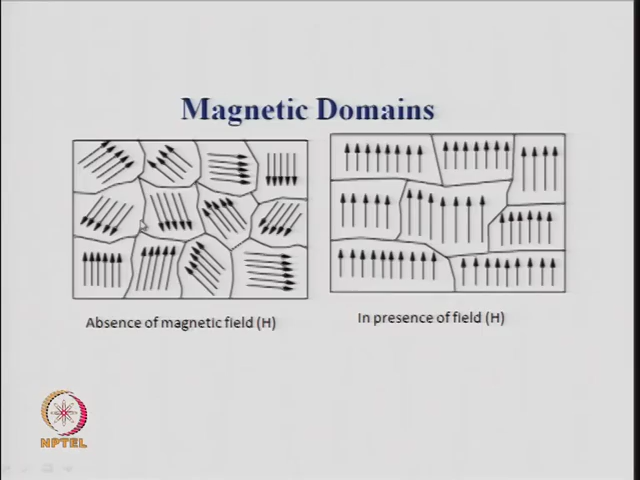 Magnetic Domains
Absence of magnetic field (H)
In presence of field (H)
NPTEL